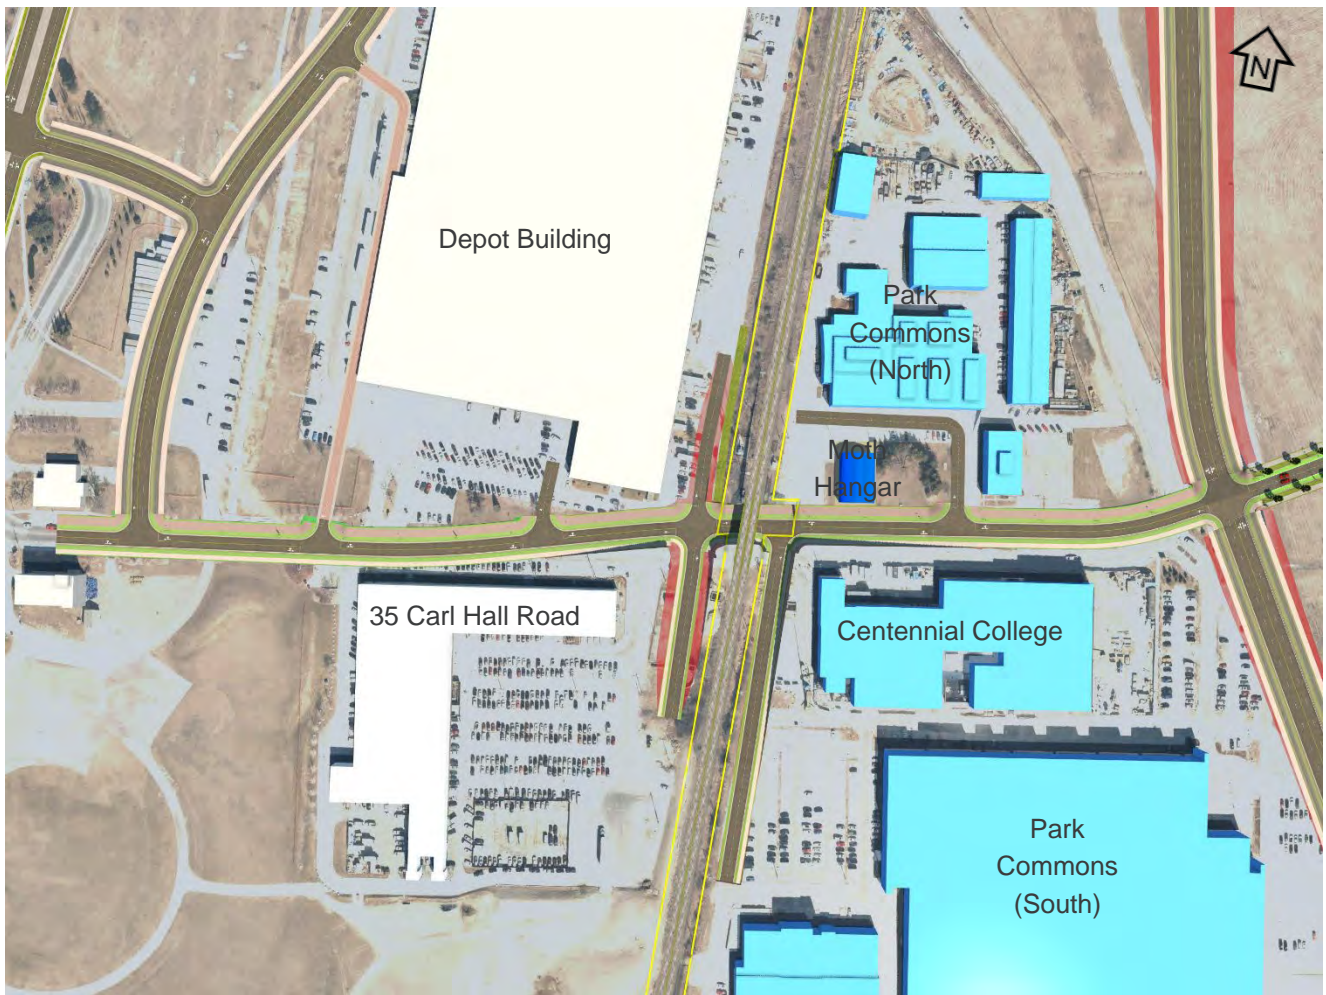 N
Depot Building
Park
Commons
(North)
Moth
Hangar
35 Carl Hall Road
Centennial College
Park
Commons
(South)